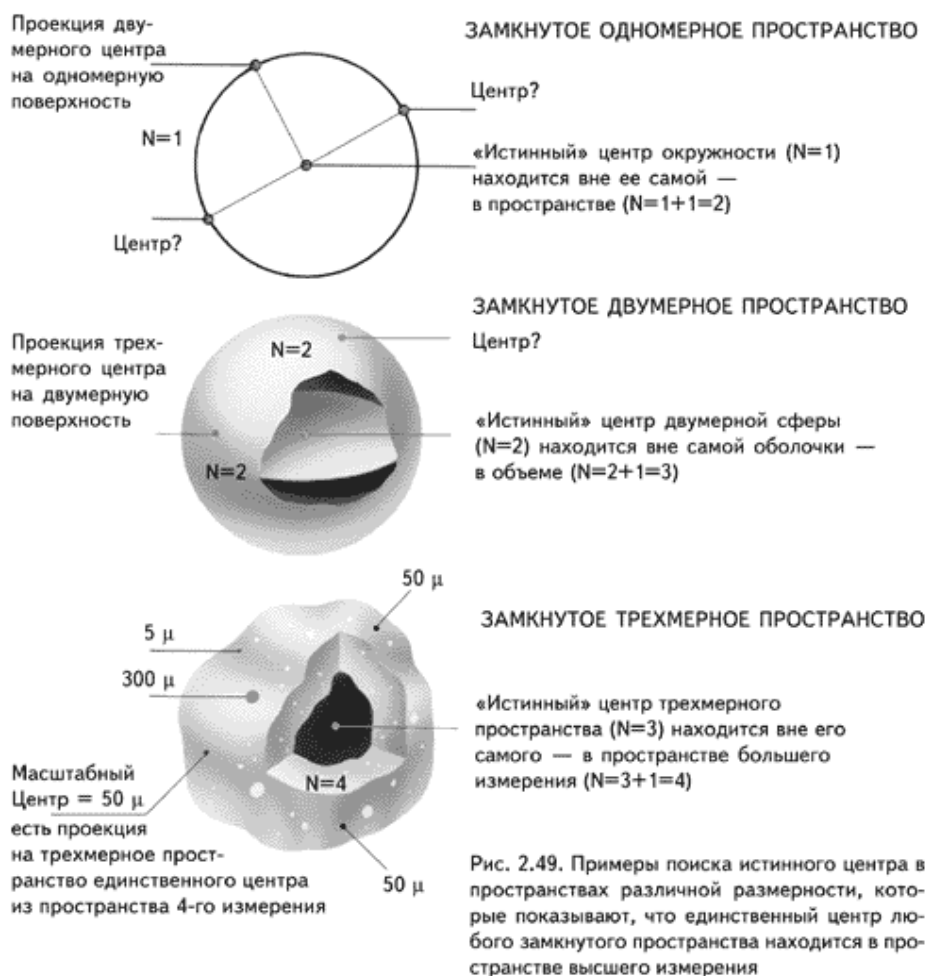 Проекция дву-
мерного центра
на одномерную
поверхность
N=1
Центр?
ЗАМКНУТОЕ ОДНОМЕРНОЕ ПРОСТРАНСТВО
Центр?
«Истинный» центр окружности (N=1)
находится вне ее самой —
в пространстве (N=1+1=2)
Проекция трех-
мерного центра
на двумерную
поверхность
N=2
N=2
ЗАМКНУТОЕ ДВУМЕРНОЕ ПРОСТРАНСТВО
Центр?
«Истинный» центр двумерной сферы
(N=2) находится вне самой оболочки —
в объеме (N=2+1=3)
50 μ
5 μ
300 μ
N=4
Масштабный
Центр = 50 μ
есть проекция
на трехмерное прост-
ранство единственного центра
из пространства 4-го измерения
50 μ
ЗАМКНУТОЕ ТРЕХМЕРНОЕ ПРОСТРАНСТВО
«Истинный» центр трехмерного
пространства (N=3) находится вне его
самого — в пространстве большего
измерения (N=3+1=4)
Рис. 2.49. Примеры поиска истинного центра в
пространствах различной размерности, кото-
рые показывают, что единственный центр лю-
бого замкнутого пространства находится в про-
странстве высшего измерения